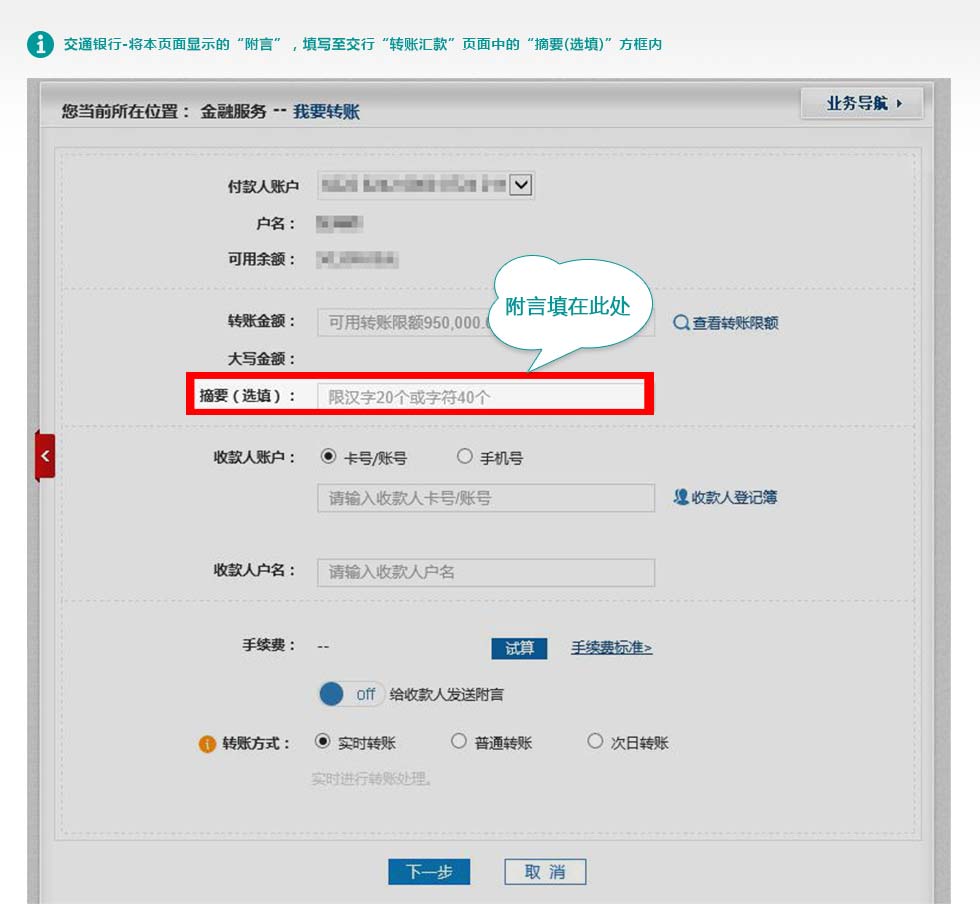 交通银行-将本页面显示的“附言”，填写至交行“转账汇款”页面中的“摘要(选填)”方框内
您当前所在位置： 金融服务 -- 我要转账
业务导航
付款人账户
户名：
可用余额：
附言填在此处
转账金额： 可用转账限额950,000. 查看转账限额
大写金额：
摘要（选填）： 限汉字20个或字符40个
收款人账户： 卡号/账号 手机号
请输入收款人卡号/账号 收款人登记簿
收款人户名： 请输入收款人户名
手续费： -- 试算 手续费标准>
off 给收款人发送附言
转账方式： 实时转账 普通转账 次日转账
实时进行转账处理。
下一步 取 消